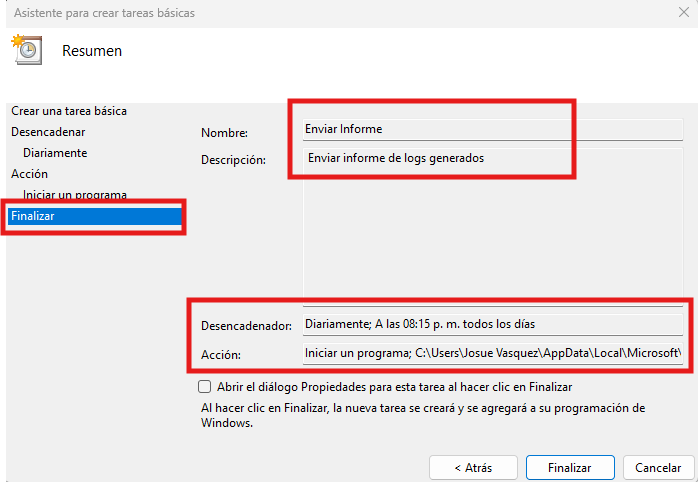 Asistente para crear tareas básicas
Resumen
Crear una tarea básica
Desencadenar
Diariamente
Acción
Iniciar un programa
Finalizar
Nombre:
Enviar Informe
Descripción:
Enviar informe de logs generados
Desencadenador:
Diariamente; A las 08:15 p. m. todos los días
Acción:
Iniciar un programa; C:\Users\Josue Vasquez\AppData\Local\Microsoft\
Abrir el diálogo Propiedades para esta tarea al hacer clic en Finalizar
Al hacer clic en Finalizar, la nueva tarea se creará y se agregará a su programación de
Windows.
< Atrás
Finalizar
Cancelar